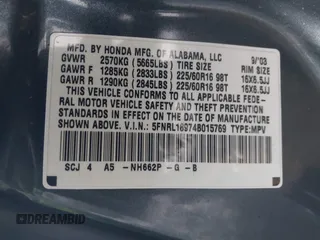 MFD. BY HONDA MFG. OF ALABAMA, LLC 9/03
GVWR 2570KG (5665LBS) TIRE SIZE RIM SIZE
GAWR F 1285KG (2833LBS) 225/60R16 98T 16X6.5JJ
GAWR R 1290KG (2845LBS) 225/60R16 98T 16X6.5JJ
THIS VEHICLE CONFORMS TO ALL APPLICABLE FEDE-
RAL MOTOR VEHICLE SAFETY AND THEFT PREVENTION
STANDARDS IN EFFECT ON THE DATE OF MANUFACTURE
SHOWN ABOVE. V.I.N.: 5FNRL18974B015769 TYPE:MPV
SCJ 4 A5 -NH662P -G -B
DREAMBID